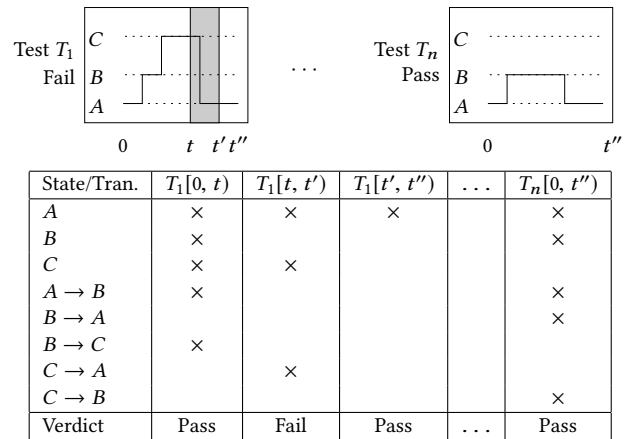 C
Test T₁
B
Fail
A
0 t t′ t″
. . .
C
Test Tₙ
B
Pass
A
0 t″
State/Tran. T₁[0, t) T₁[t, t′) T₁[t′, t″) . . . Tₙ[0, t″)
A × × × ×
B × ×
C × ×
A → B × ×
B → A ×
B → C ×
C → A ×
C → B ×
Verdict Pass Fail Pass . . . Pass